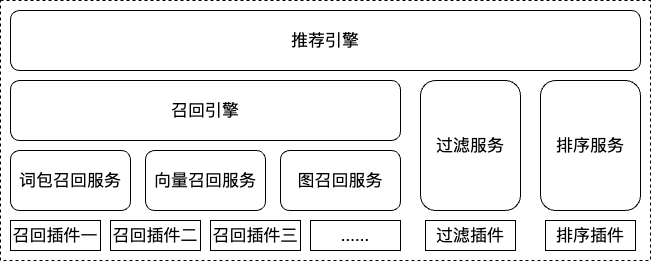 推荐引擎
召回引擎
过滤服务
排序服务
词包召回服务
向量召回服务
图召回服务
召回插件一
召回插件二
召回插件三
......
过滤插件
排序插件